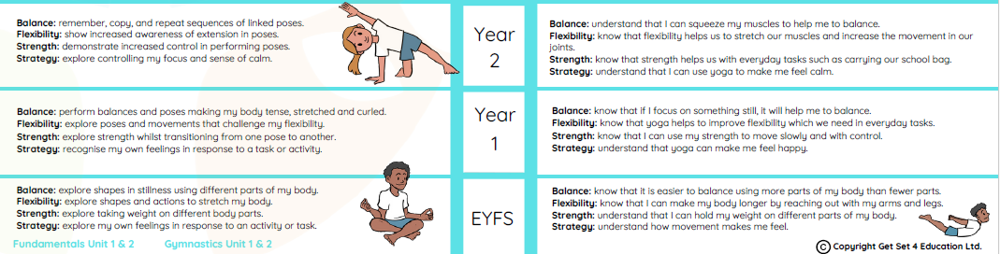 Balance: remember, copy, and repeat sequences of linked poses.
Flexibility: show increased awareness of extension in poses.
Strength: demonstrate increased control in performing poses.
Strategy: explore controlling my focus and sense of calm.
Year
2
Balance: understand that I can squeeze my muscles to help me to balance.
Flexibility: know that flexibility helps us to stretch our muscles and increase the movement in our
joints.
Strength: know that strength helps us with everyday tasks such as carrying our school bag.
Strategy: understand that I can use yoga to make me feel calm.
Balance: perform balances and poses making my body tense, stretched and curled.
Flexibility: explore poses and movements that challenge my flexibility.
Strength: explore strength whilst transitioning from one pose to another.
Strategy: recognise my own feelings in response to a task or activity.
Year
1
Balance: know that if I focus on something still, it will help me to balance.
Flexibility: know that yoga helps to improve flexibility which we need in everyday tasks.
Strength: know that I can use my strength to move slowly and with control.
Strategy: understand that yoga can make me feel happy.
Balance: explore shapes in stillness using different parts of my body.
Flexibility: explore shapes and actions to stretch my body.
Strength: explore taking weight on different body parts.
Strategy: explore my own feelings in response to an activity or task.
Fundamentals Unit 1 & 2 Gymnastics Unit 1 & 2
EYFS
Balance: know that it is easier to balance using more parts of my body than fewer parts.
Flexibility: know that I can make my body longer by reaching out with my arms and legs.
Strength: understand that I can hold my weight on different parts of my body.
Strategy: understand how movement makes me feel.
© Copyright Get Set 4 Education Ltd.